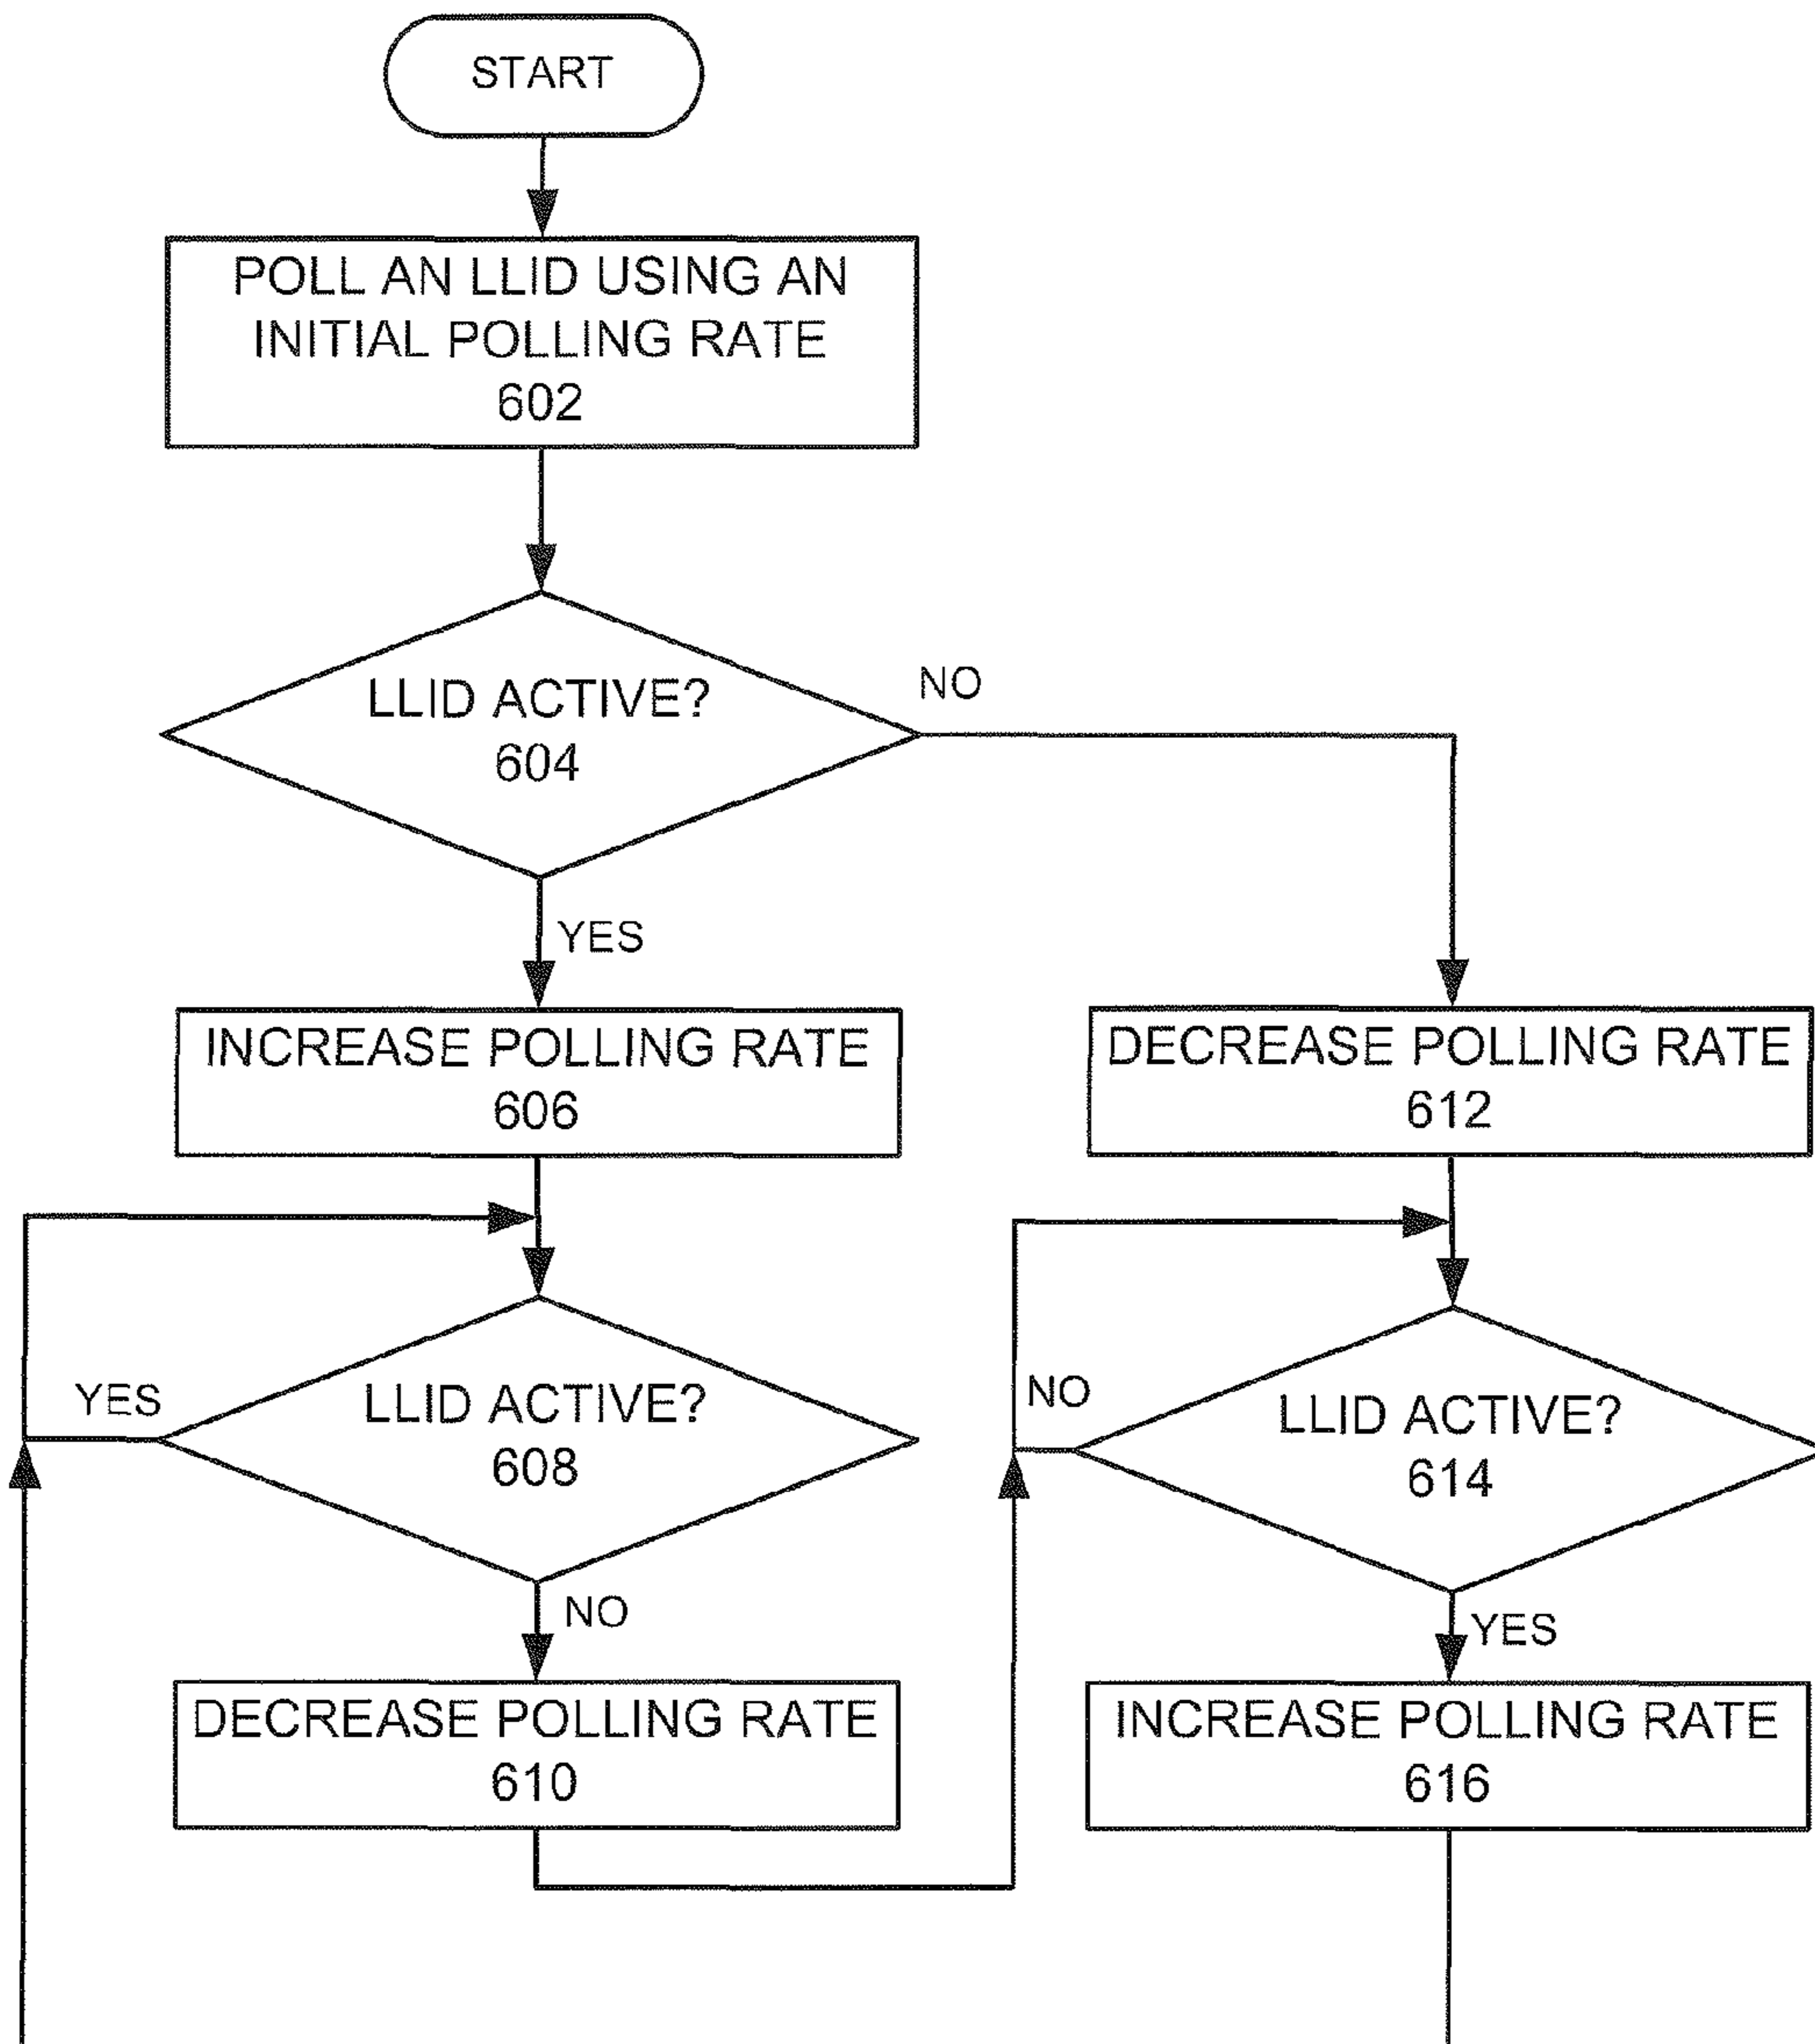 START
POLL AN LLID USING AN
INITIAL POLLING RATE
602
LLID ACTIVE?
604
NO
YES
INCREASE POLLING RATE
606
DECREASE POLLING RATE
612
YES
LLID ACTIVE?
608
NO
LLID ACTIVE?
614
NO
YES
DECREASE POLLING RATE
610
INCREASE POLLING RATE
616